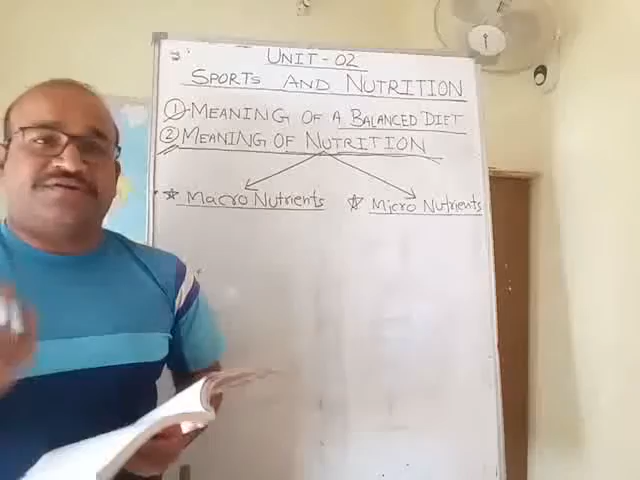 UNIT-02
SPORTS AND NUTRITION
① MEANING OF A BALANCED DIET
② MEANING OF NUTRITION
☆ Macro Nutrients ☆ Micro Nutrients